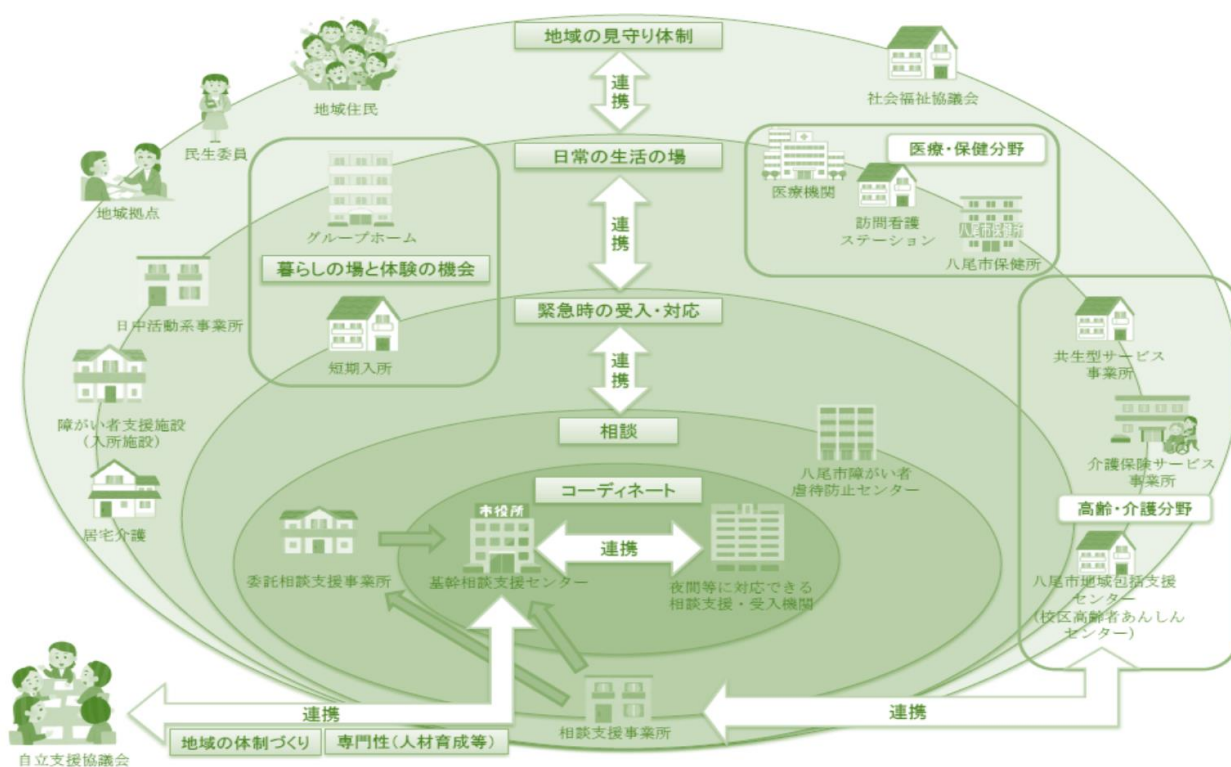 地域の見守り体制
連携
地域住民
社会福祉協議会
民生委員
日常の生活の場
医療・保健分野
医療機関
訪問看護
ステーション
八尾市保健所
八尾市保健所
地域拠点
グループホーム
暮らしの場と体験の機会
連携
日中活動系事業所
緊急時の受入・対応
短期入所
共生型サービス
事業所
連携
障がい者支援施設
(入所施設)
相談
八尾市障がい者
虐待防止センター
介護保険サービス
事業所
コーディネート
高齢・介護分野
市役所
居宅介護
連携
委託相談支援事業所
基幹相談支援センター
夜間等に対応できる
相談支援・受入機関
八尾市地域包括支援
センター
(校区高齢者あんしん
センター)
連携
連携
相談支援事業所
地域の体制づくり
専門性(人材育成等)
自立支援協議会